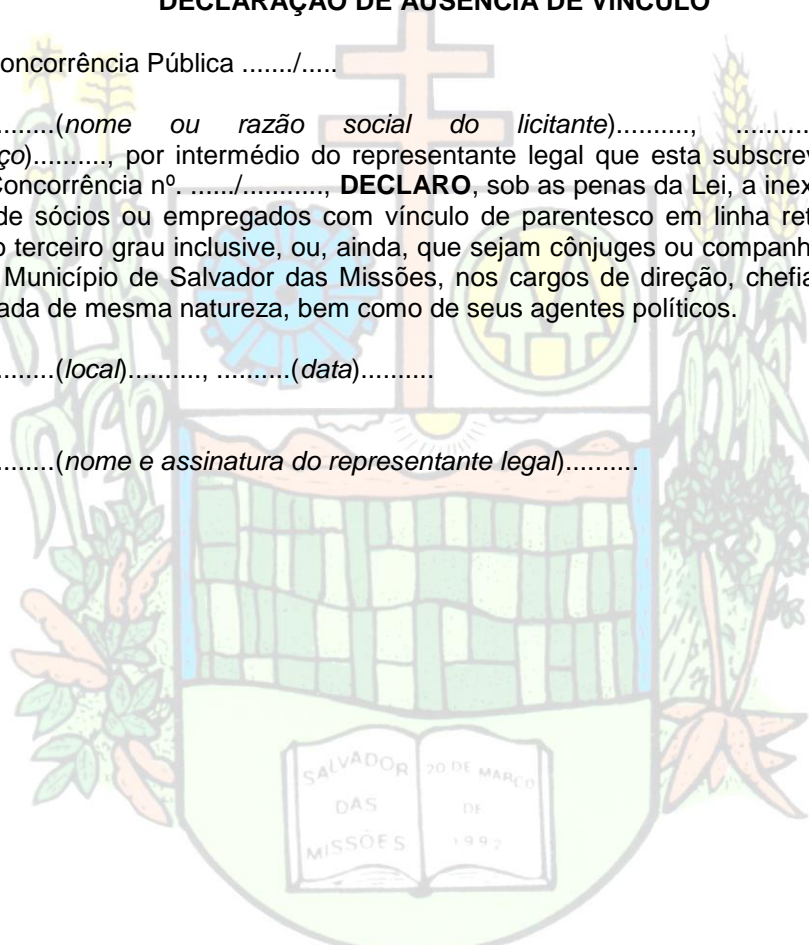 DECLARAÇÃO DE AUSÊNCIA DE VÍNCULO
oncorrência Pública ......./.....
.........(nome ou razão social do licitante).........., ..........
ço).........., por intermédio do representante legal que esta subscrev
Concorrência nº. ....../..........., DECLARO, sob as penas da Lei, a inex
de sócios ou empregados com vínculo de parentesco em linha ret
o terceiro grau inclusive, ou, ainda, que sejam cônjuges ou companh
Município de Salvador das Missões, nos cargos de direção, chefia
ada de mesma natureza, bem como de seus agentes políticos.
.........(local).........., ..........(data)..........
.........(nome e assinatura do representante legal)..........
SALVADOR
DAS
MISSÕES
20 DE MARÇO
DE
1992